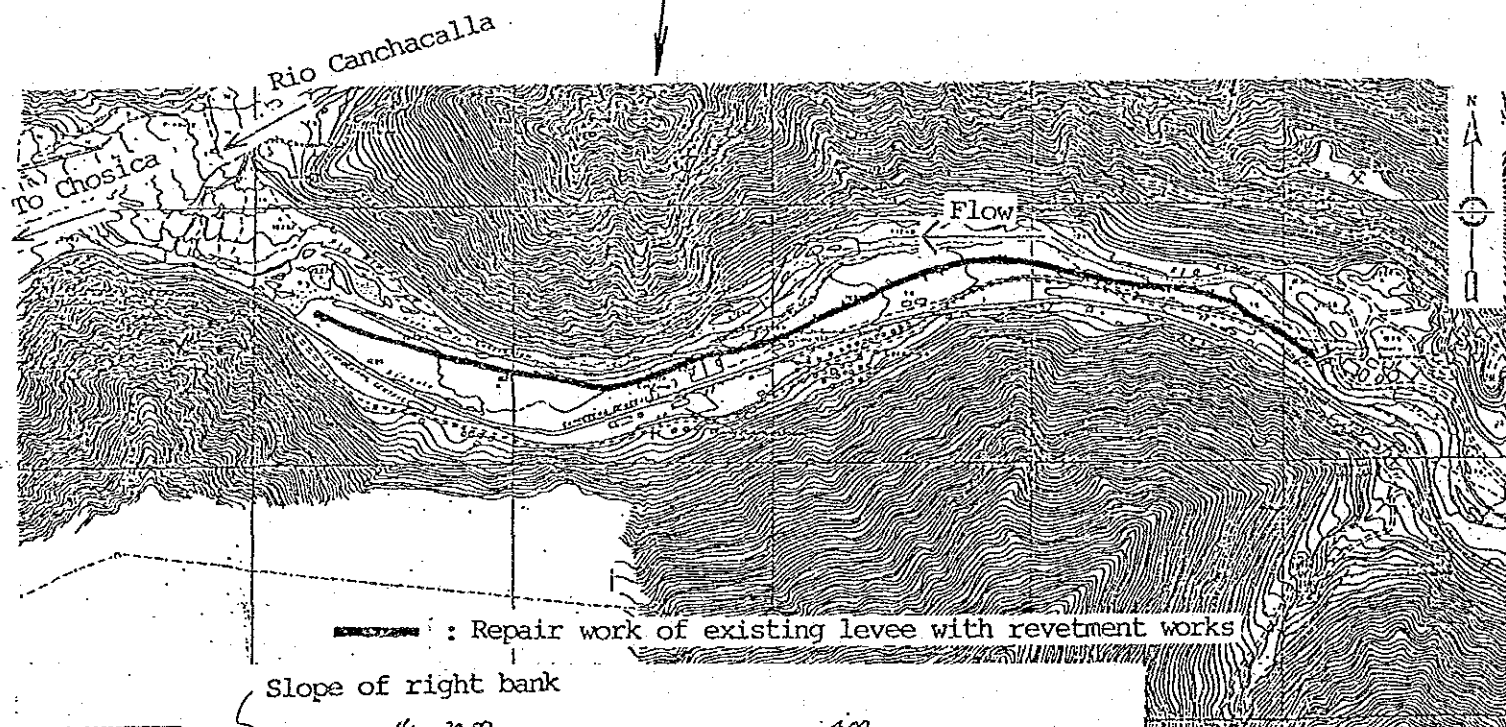 Rio Canchacalla
N
To Chosica
Flow
: Repair work of existing levee with revetment works
Slope of right bank